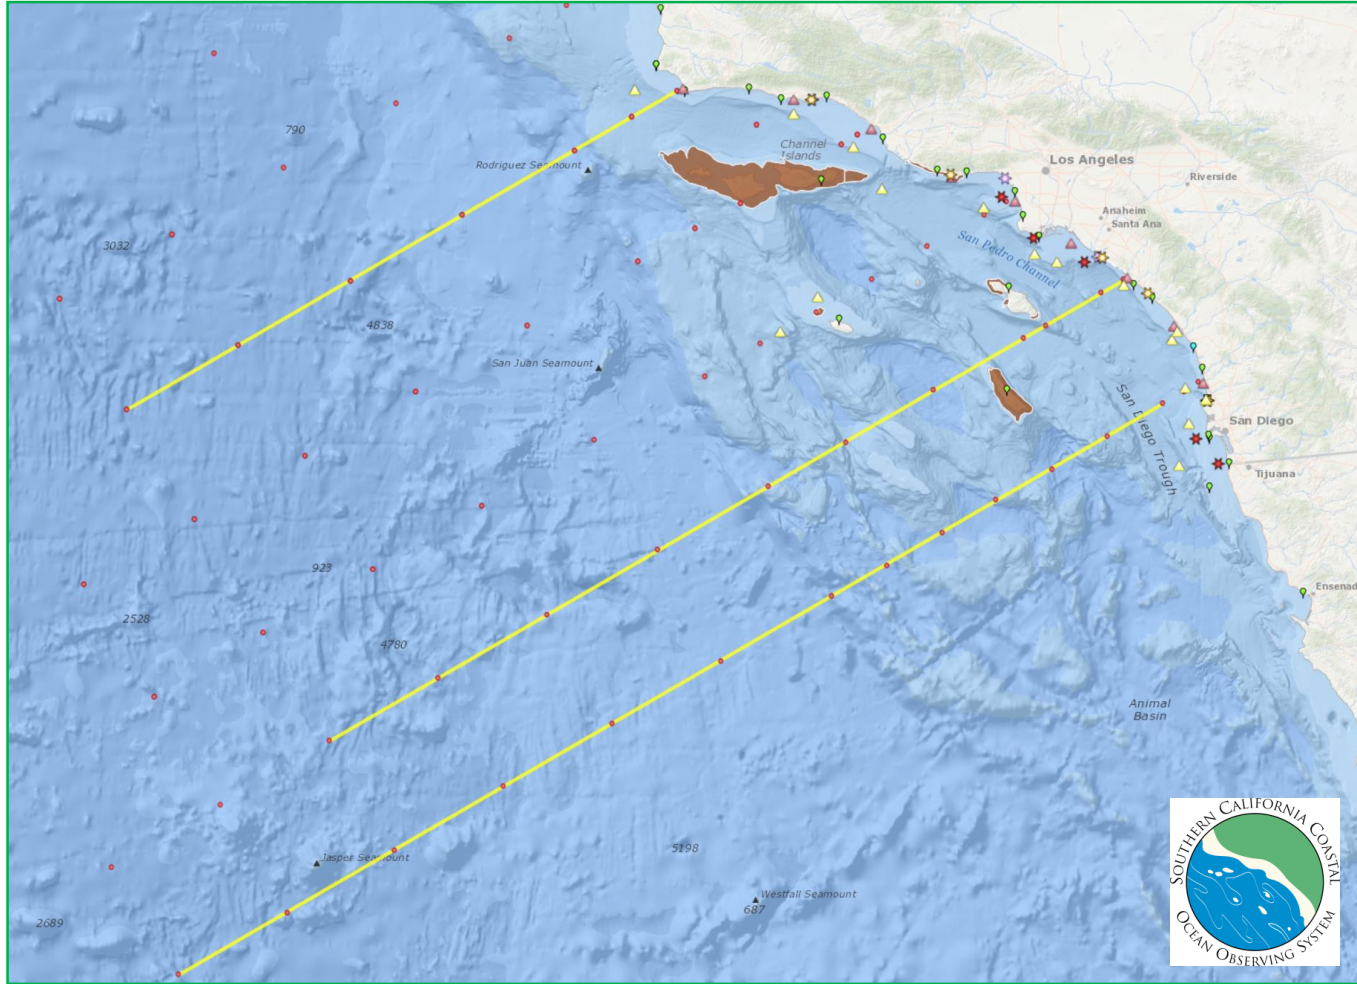 790
Channel
Islands
Rodriguez Seamount
Los Angeles
Riverside
Anaheim
Santa Ana
3032
San Pedro Channel
4838
San Juan Seamount
San Diego Trough
San Diego
Tijuana
923
Ensenad
2528
4780
Animal
Basin
5198
Jasper Seamount
Westfall Seamount
687
2689
SOUTHERN CALIFORNIA COASTAL
OCEAN OBSERVING SYSTEM